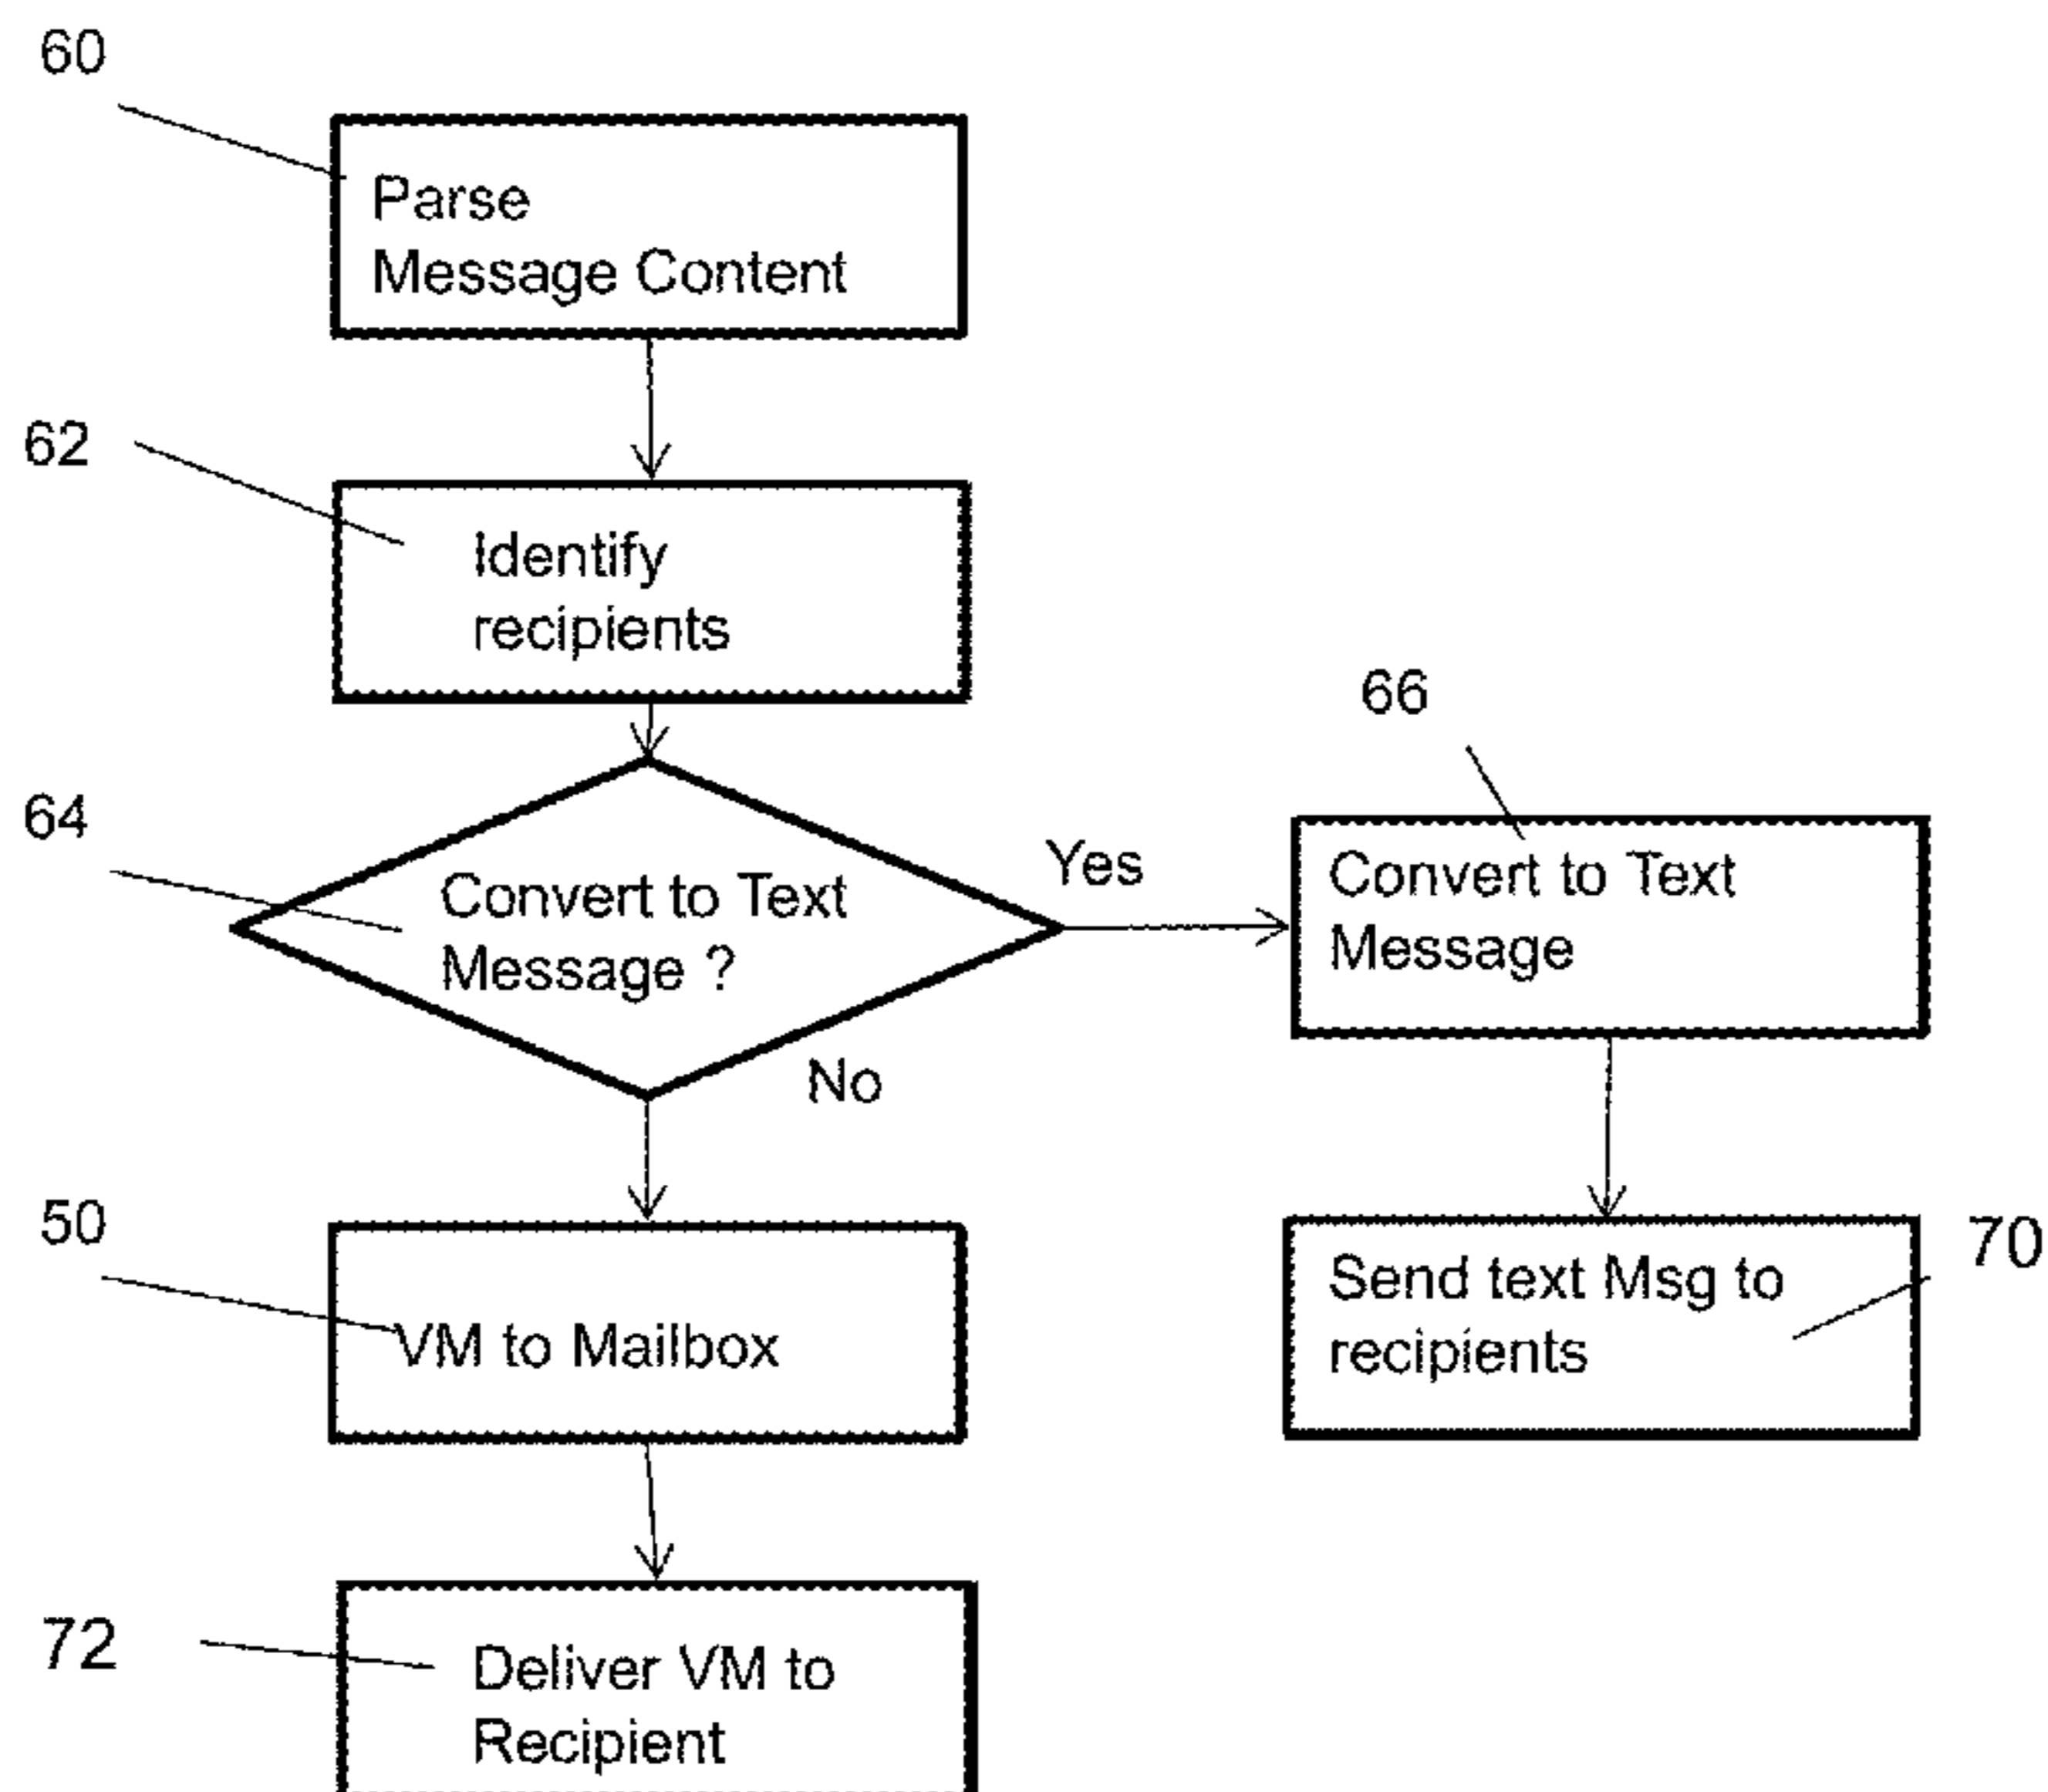 60
Parse
Message Content
62
Identify
recipients
64
Convert to Text
Message ?
Yes
No
66
Convert to Text
Message
50
VM to Mailbox
Send text Msg to
recipients
70
72
Deliver VM to
Recipient